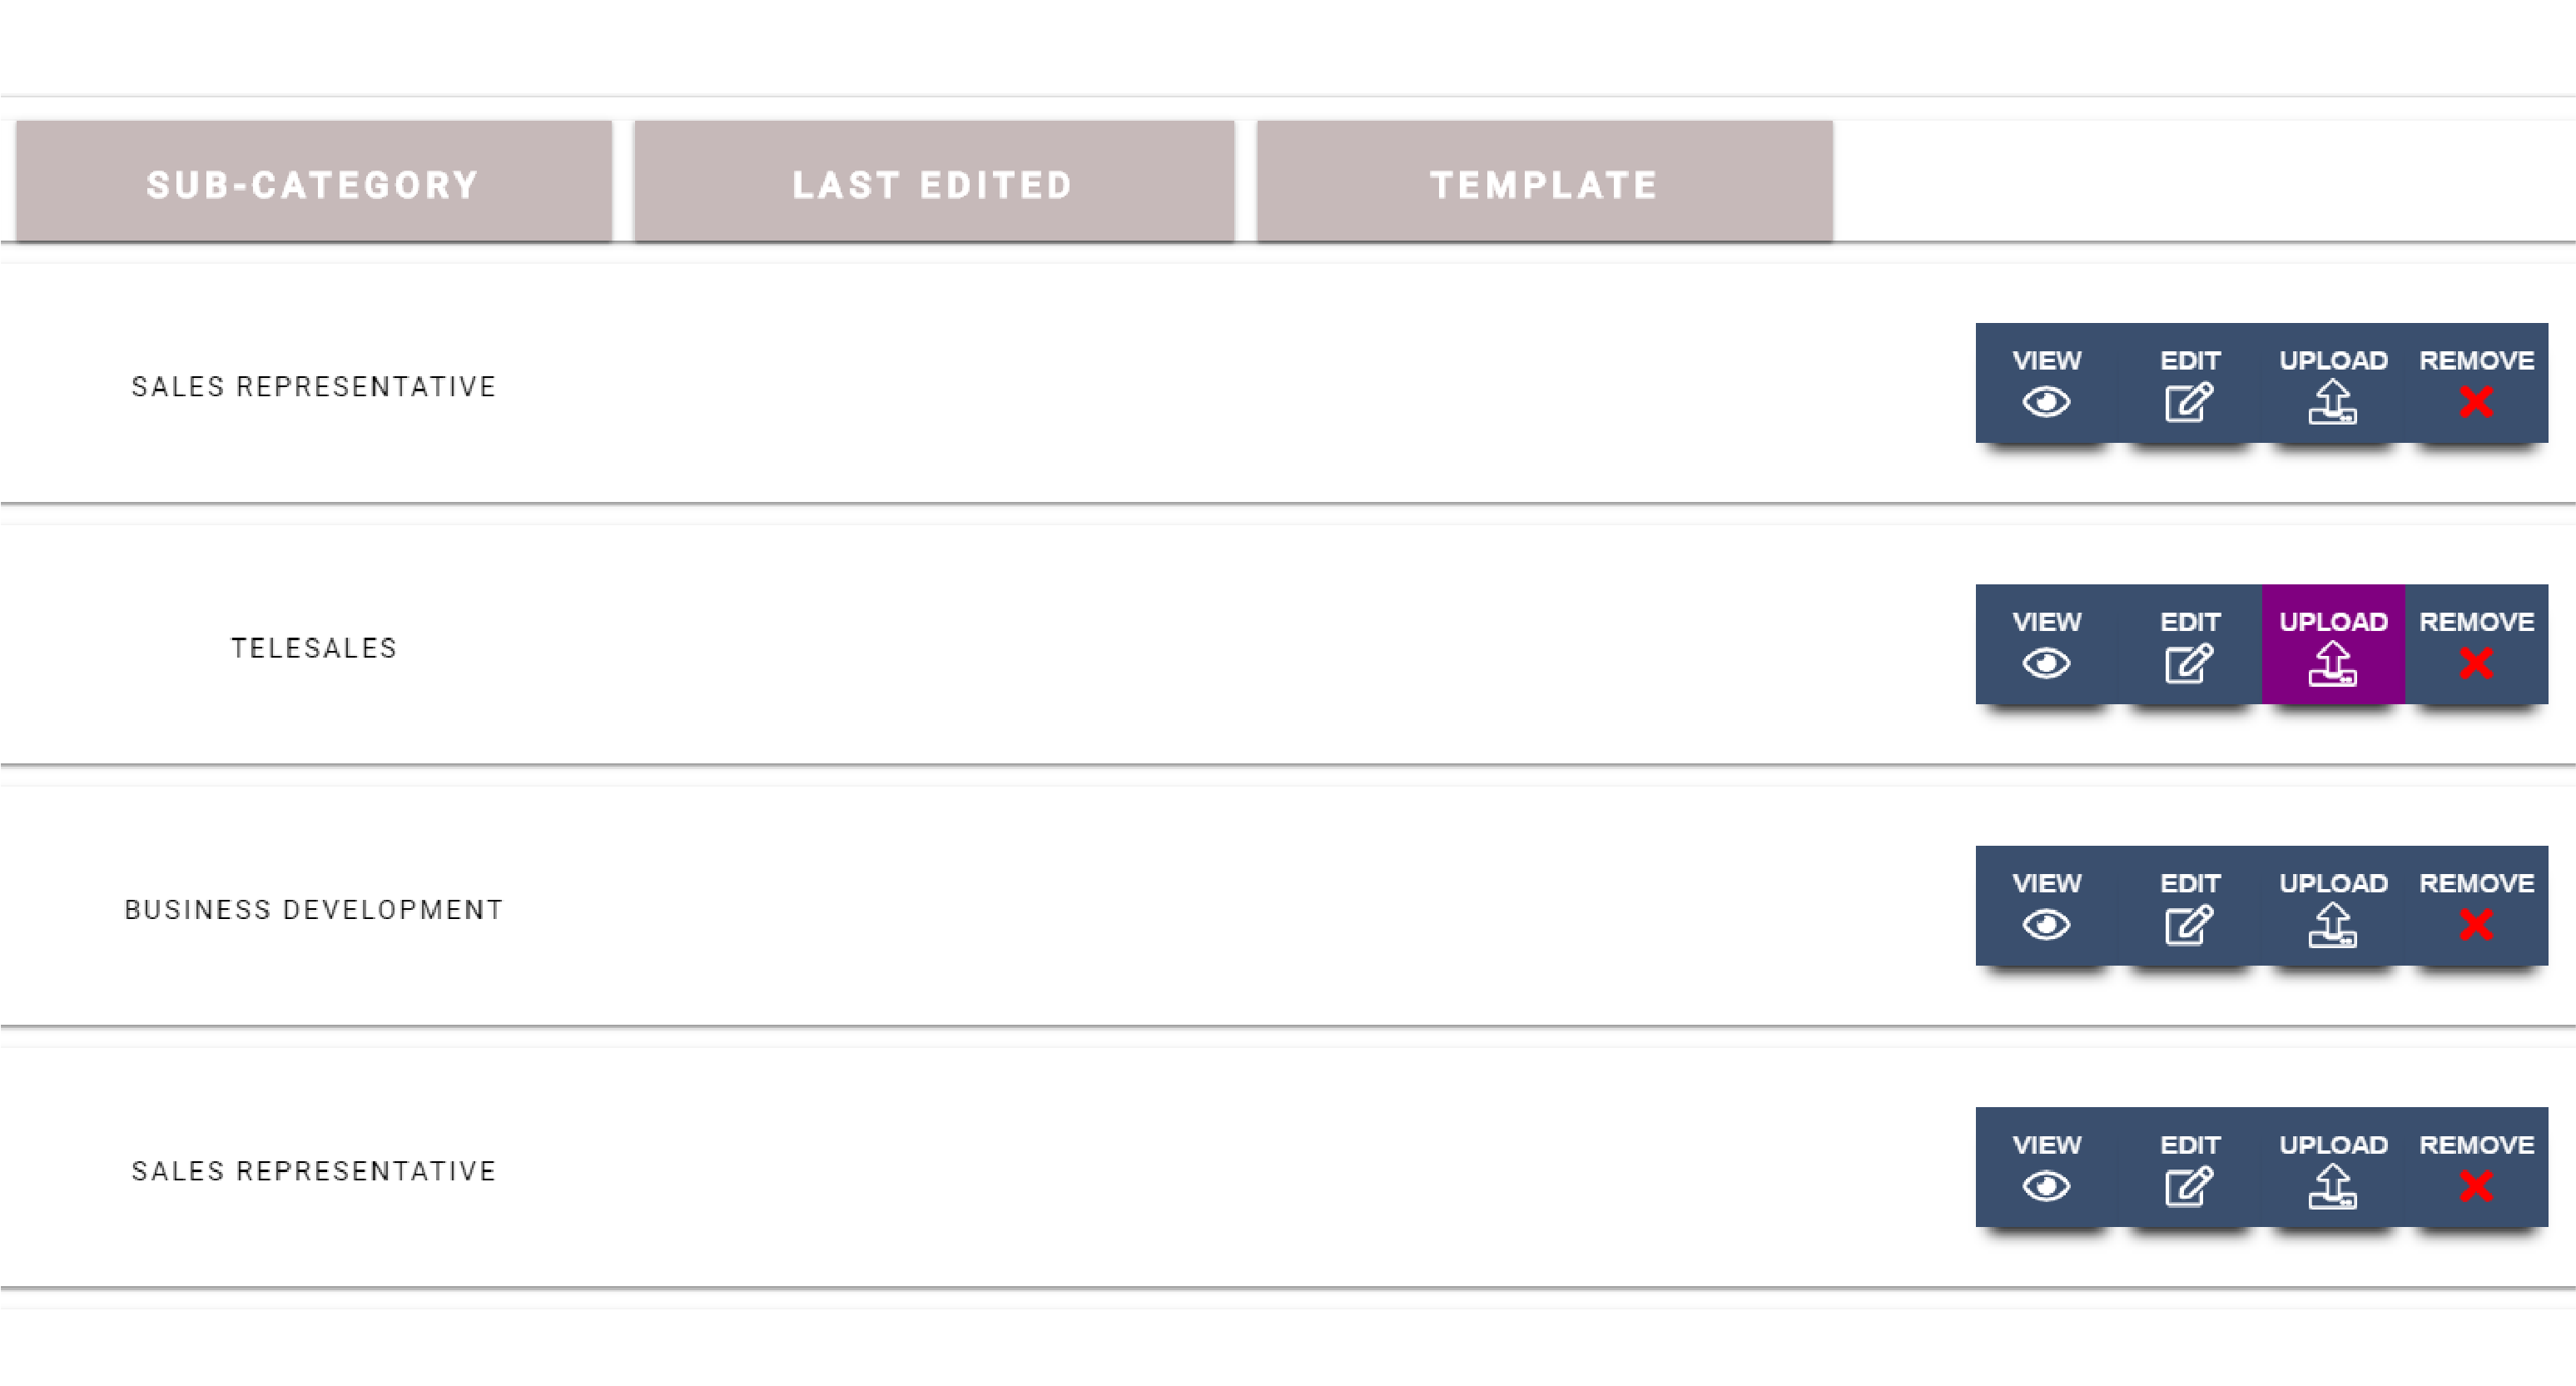 SUB-CATEGORY LAST EDITED TEMPLATE
SALES REPRESENTATIVE VIEW EDIT UPLOAD REMOVE
TELESALES VIEW EDIT UPLOAD REMOVE
BUSINESS DEVELOPMENT VIEW EDIT UPLOAD REMOVE
SALES REPRESENTATIVE VIEW EDIT UPLOAD REMOVE